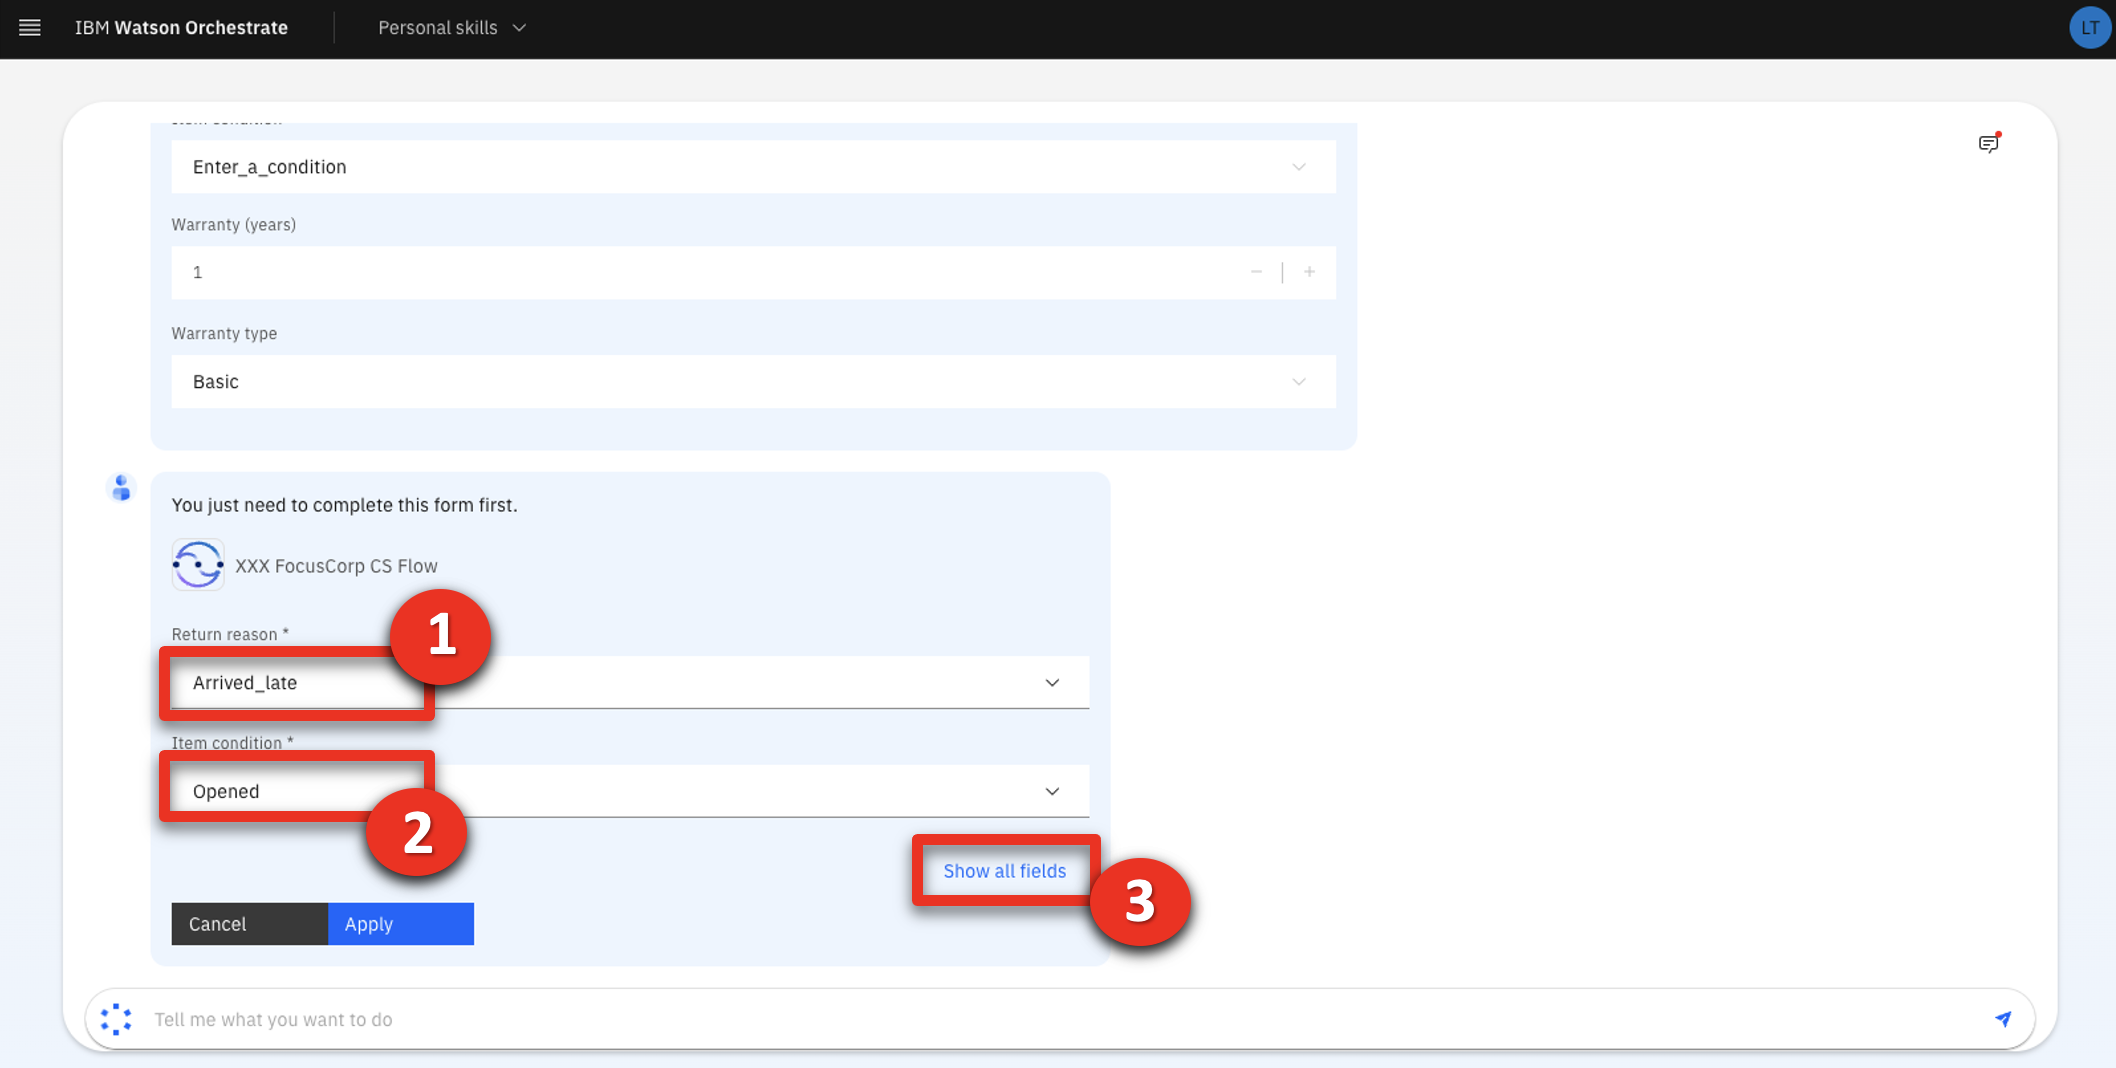 IBM Watson Orchestrate
Personal skills
LT
Enter_a_condition
Warranty (years)
1
Warranty type
Basic
You just need to complete this form first.
XXX FocusCorp CS Flow
Return reason *
1
Arrived_late
Item condition *
Opened
2
Show all fields
3
Cancel
Apply
Tell me what you want to do